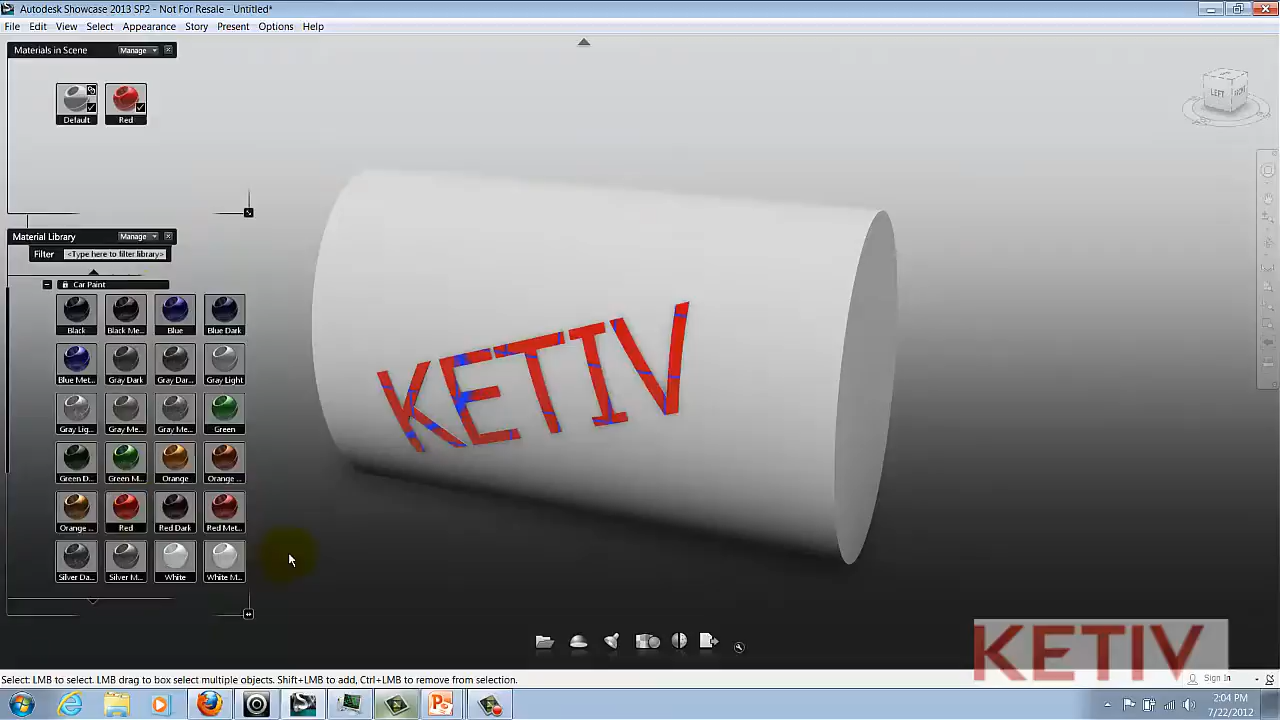 Autodesk Showcase 2013 SP2 - Not For Resale - Untitled*
File Edit View Select Appearance Story Present Options Help
Materials in Scene Manage
Default Red
Material Library Manage
Filter <Type here to filter library>
Car Paint
Black Black Me... Blue Blue Dark
Blue Met... Gray Dark Gray Dar... Gray Light
Gray Lig... Gray Me... Gray Me... Green
Green D... Green M... Orange Orange ...
Orange ... Red Red Dark Red Met...
Silver Da... Silver M... White White M...
LEFT
KETIV
KETIV
Select: LMB to select. LMB drag to box select multiple objects. Shift+LMB to add, Ctrl+LMB to remove from selection.
Sign In
2:04 PM
7/22/2012